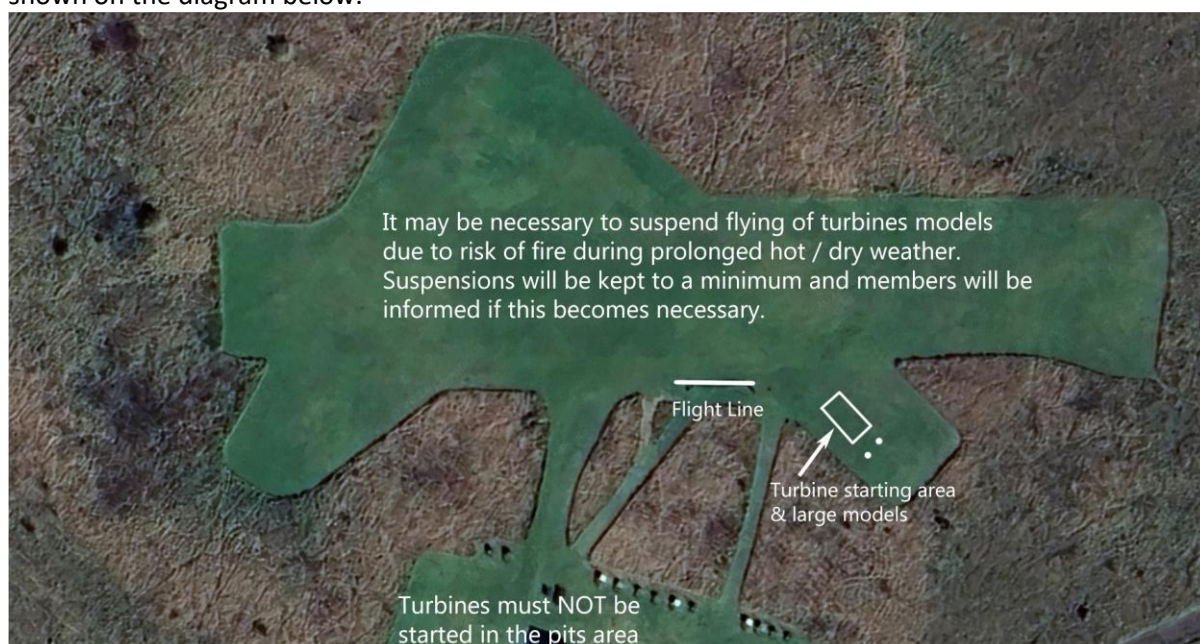 shown on the diagram below.
It may be necessary to suspend flying of turbines models
due to risk of fire during prolonged hot / dry weather.
Suspensions will be kept to a minimum and members will be
informed if this becomes necessary.
Flight Line
Turbine starting area
& large models
Turbines must NOT be
started in the pits area